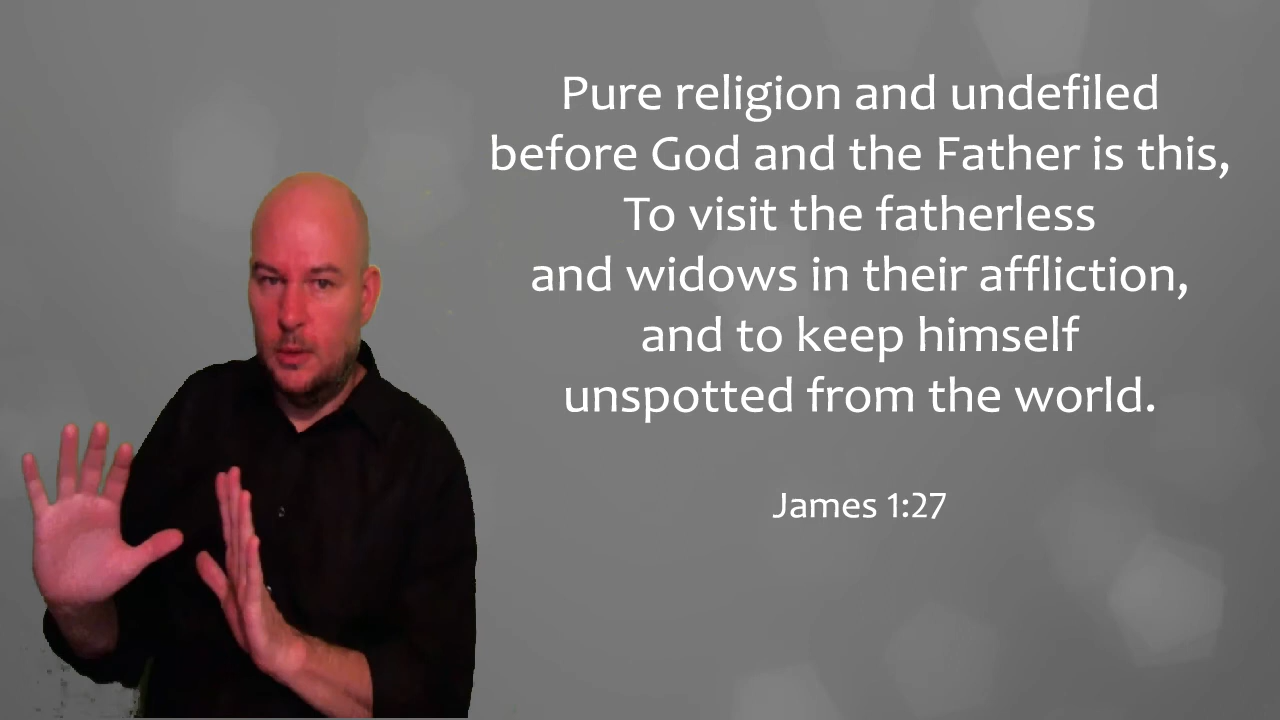 Pure religion and undefiled
before God and the Father is this,
To visit the fatherless
and widows in their affliction,
and to keep himself
unspotted from the world.
James 1:27